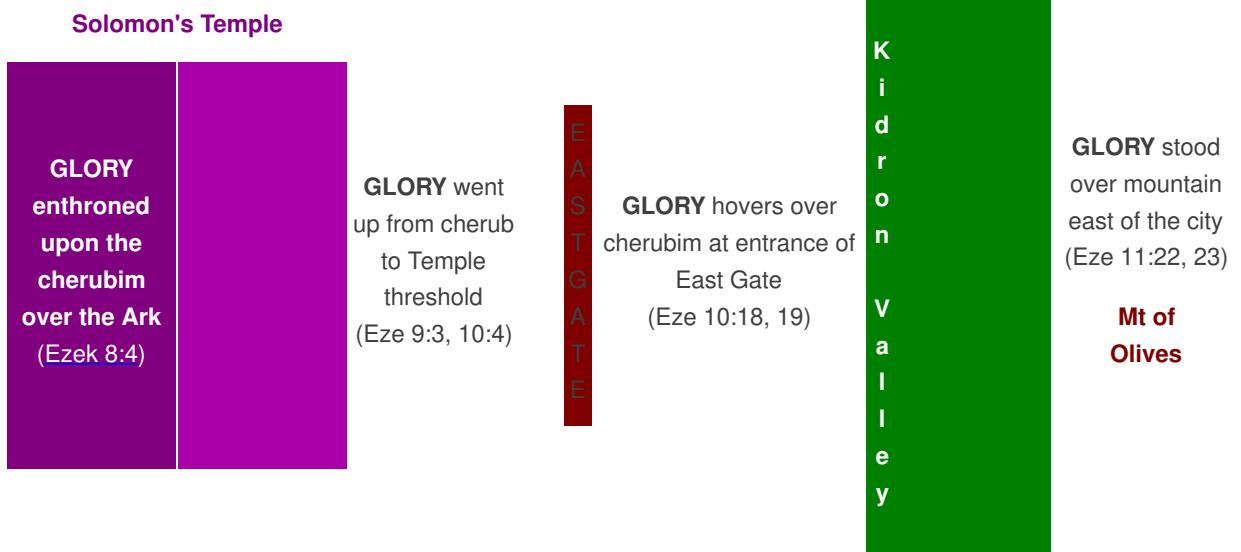 Solomon's Temple
GLORY
enthroned
upon the
cherubim
over the Ark
(Ezek 8:4)
GLORY went
up from cherub
to Temple
threshold
(Eze 9:3, 10:4)
E
A
S
T
G
A
T
E
GLORY hovers over
cherubim at entrance of
East Gate
(Eze 10:18, 19)
K
i
d
r
o
n
V
a
l
l
e
y
GLORY stood
over mountain
east of the city
(Eze 11:22, 23)
Mt of
Olives